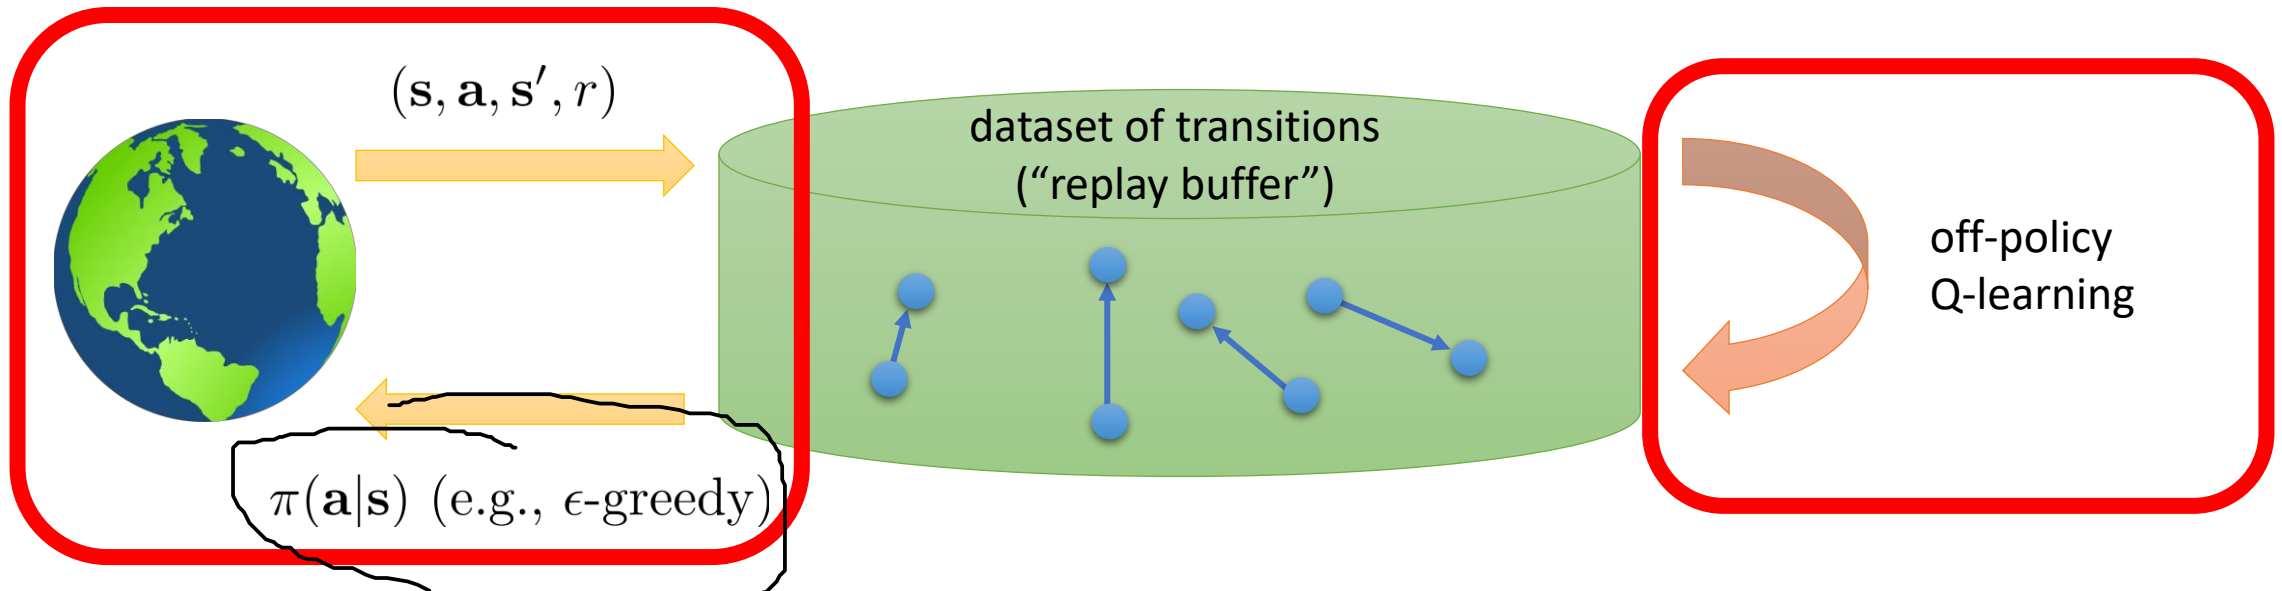 (s, a, s′, r)
dataset of transitions
(“replay buffer”)
off-policy
Q-learning
π(a|s) (e.g., ϵ-greedy)